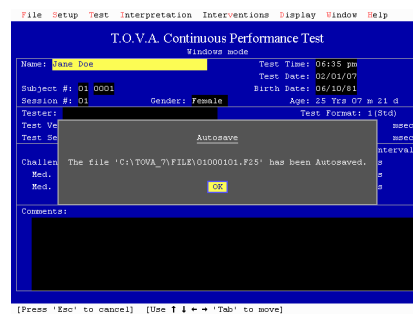 File Setup Test Interpretation Interventions Display Window Help
T.O.V.A. Continuous Performance Test
Windows mode
Name: Jane Doe Test Time: 06:35 pm
Test Date: 02/01/07
Subject #: 01 0001 Birth Date: 06/10/81
Session #: 01 Gender: Female Age: 25 Yrs 07 m 21 d
Tester: Test Format: 1(Std)
Test Ve msec
Test Se Autosave msec
nterval
Challen The file 'C:\TOVA_7\FILE\01000101.F25' has been Autosaved. s
Med. s
Med. OK s
Comments:
[Press 'Esc' to cancel] [Use ↑ ↓ ← → 'Tab' to move]